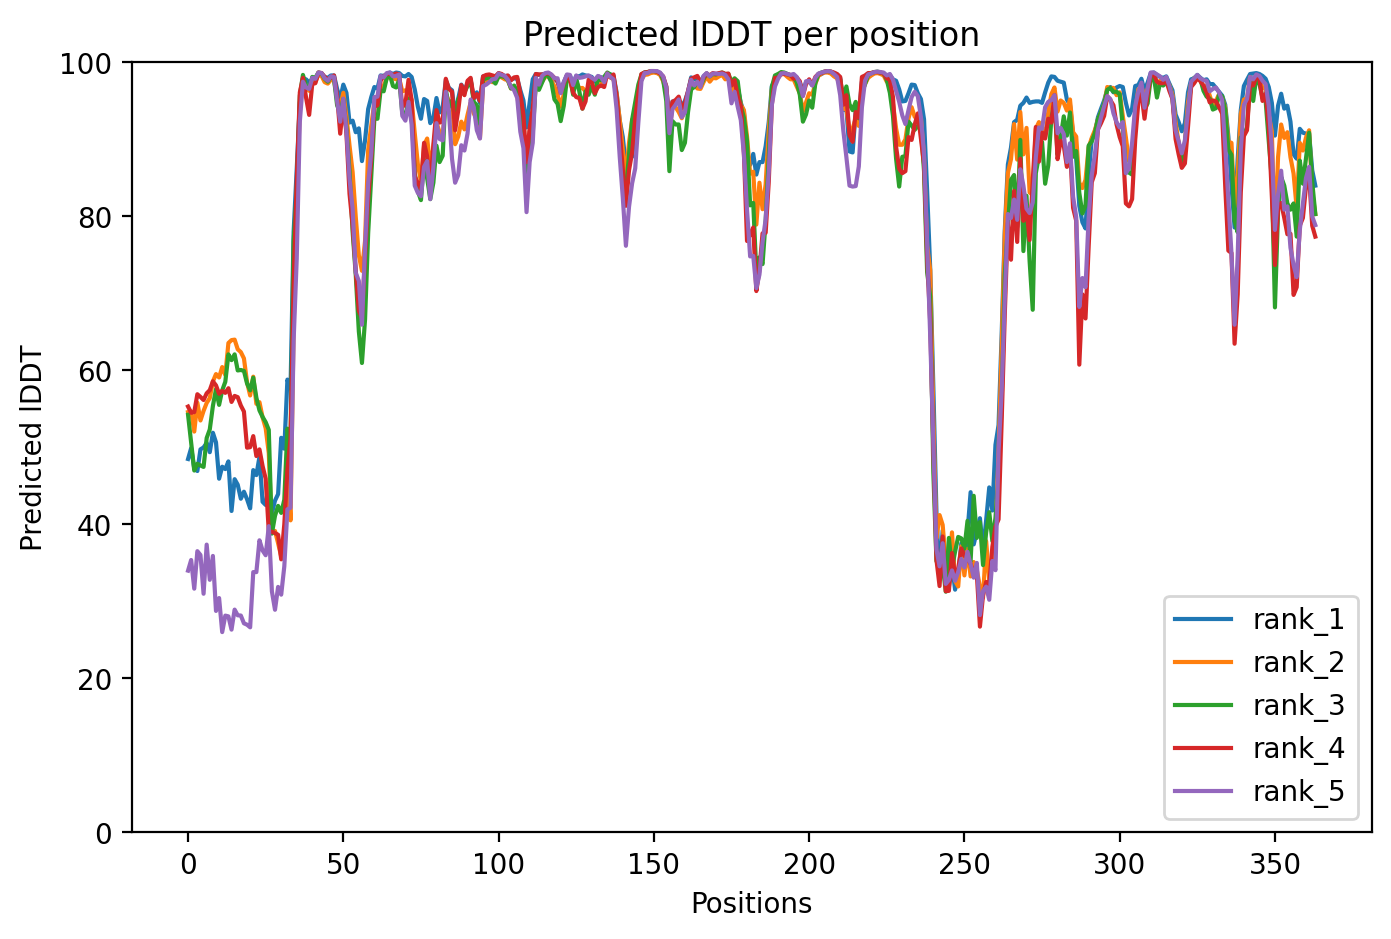 Predicted lDDT per position
Predicted lDDT
100
80
60
40
20
0
0 50 100 150 200 250 300 350
Positions
rank_1
rank_2
rank_3
rank_4
rank_5